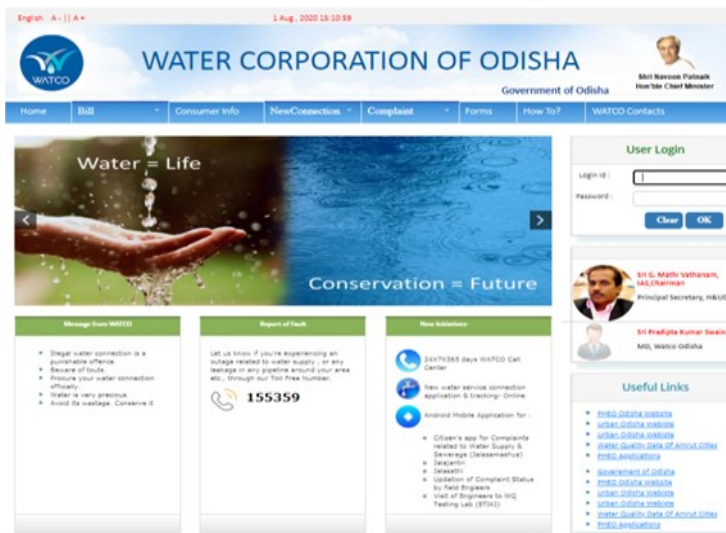 English A - || A +
1 Aug , 2020 15:10:59
WATCO
WATER CORPORATION OF ODISHA
Government of Odisha
Shri Naveen Patnaik
Hon'ble Chief Minister
Home Bill Consumer Info NewConnection Complaint Forms How To? WATCO Contacts
Water = Life
Conservation = Future
User Login
Login Id :
Password :
Clear OK
Sri G. Mathi Vathanan,
IAS,Chairman
Principal Secretary, H&UD
Sri Pradipta Kumar Swain
MD, Watco Odisha
Message from WATCO
Illegal water connection is a
punishable offence.
Beware of touts.
Procure your water connection
officially.
Water is very precious.
Avoid its wastage. Conserve it
Report of Fault
Let us know if you're experiencing an
outage related to water supply , or any
leakage in any pipeline around your area
etc., through our Toll Free Number.
155359
New Initiatives-
24X7X365 days WATCO Call
Center
New water service connection
application & tracking- Online
Android Mobile Application for :
Citizen's app for Complaints
related to Water Supply &
Sewerage (Jalasamashya)
Jalajantri
Jalasathi
Updation of Complaint Status
by field Engieers
Visit of Engineers to WQ
Testing Lab (ETIKI)
Useful Links
PHEO Odisha Website
Urban Odisha Webiste
Urban Odisha Webiste
Water Quality Data Of Amrut Cities
PHEO Applications
Government of Odisha
PHEO Odisha Website
Urban Odisha Webiste
Urban Odisha Webiste
Water Quality Data Of Amrut Cities
PHEO Applications